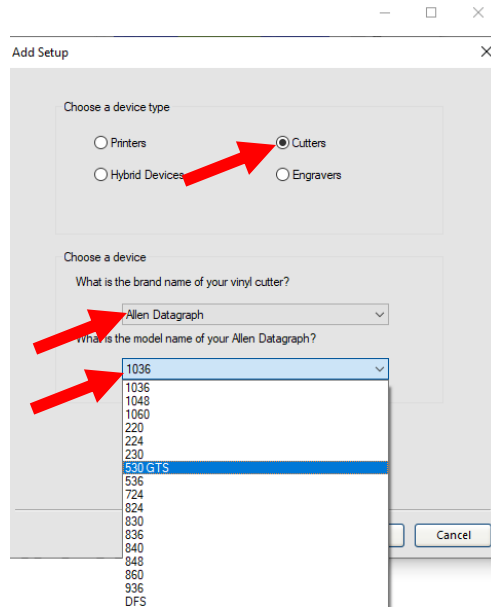 Add Setup
Choose a device type
Printers
Cutters
Hybrid Devices
Engravers
Choose a device
What is the brand name of your vinyl cutter?
Allen Datagraph
What is the model name of your Allen Datagraph?
1036
1036
1048
1060
220
224
230
530 GTS
536
724
824
830
836
840
848
860
936
DFS
Cancel